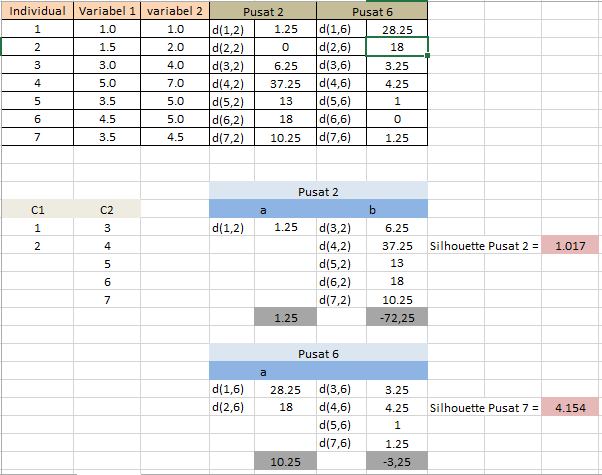 Individual Variabel 1 variabel 2 Pusat 2 Pusat 6
1 1.0 1.0 d(1,2) 1.25 d(1,6) 28.25
2 1.5 2.0 d(2,2) 0 d(2,6) 18
3 3.0 4.0 d(3,2) 6.25 d(3,6) 3.25
4 5.0 7.0 d(4,2) 37.25 d(4,6) 4.25
5 3.5 5.0 d(5,2) 13 d(5,6) 1
6 4.5 5.0 d(6,2) 18 d(6,6) 0
7 3.5 4.5 d(7,2) 10.25 d(7,6) 1.25
Pusat 2
C1 C2 a b
1 3 d(1,2) 1.25 d(3,2) 6.25
2 4 d(4,2) 37.25 Silhouette Pusat 2 = 1.017
5 d(5,2) 13
6 d(6,2) 18
7 d(7,2) 10.25
1.25 -72,25
Pusat 6
a
d(1,6) 28.25 d(3,6) 3.25
d(2,6) 18 d(4,6) 4.25 Silhouette Pusat 7 = 4.154
d(5,6) 1
d(7,6) 1.25
10.25 -3,25